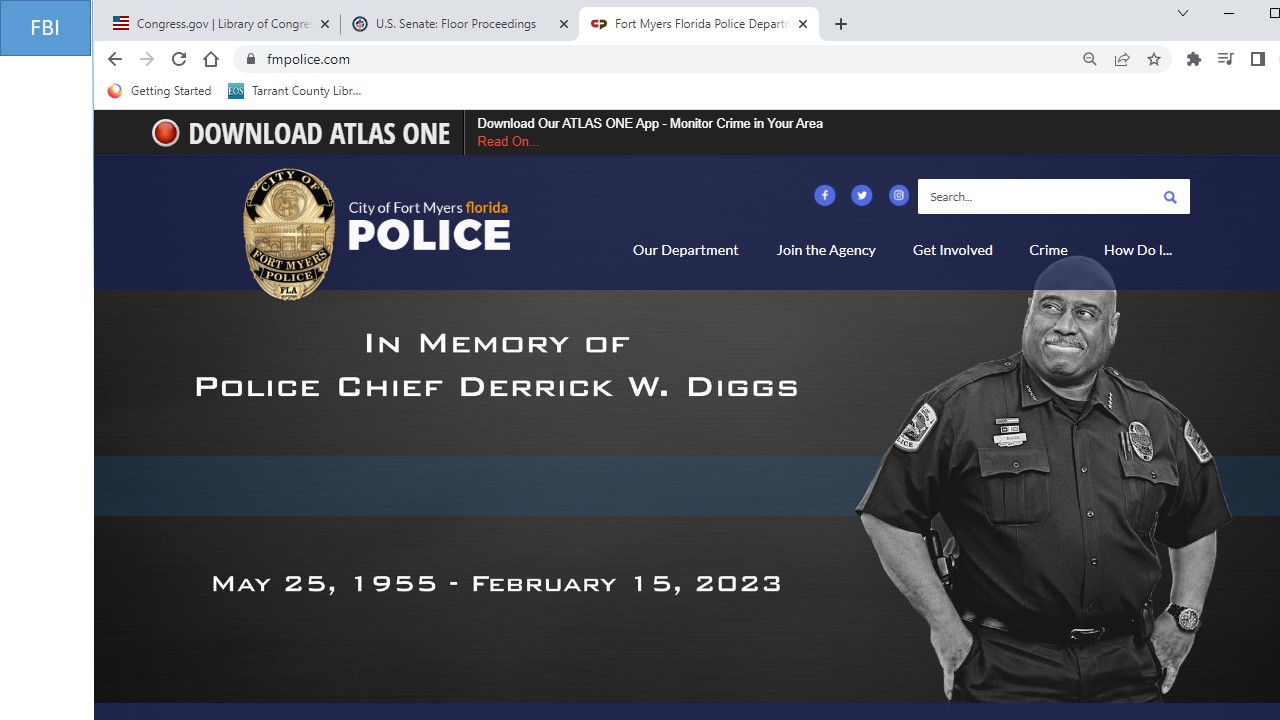 FBI
Congress.gov | Library of Congre
U.S. Senate: Floor Proceedings
Fort Myers Florida Police Departm
fmpolice.com
Getting Started
EOS
Tarrant County Libr...
DOWNLOAD ATLAS ONE
Download Our ATLAS ONE App - Monitor Crime in Your Area
Read On...
CITY OF
FORT MYERS
POLICE
FLA
City of Fort Myers florida
POLICE
Search...
Our Department
Join the Agency
Get Involved
Crime
How Do I...
In Memory of
Police Chief Derrick W. Diggs
May 25, 1955 - February 15, 2023
DIGGS